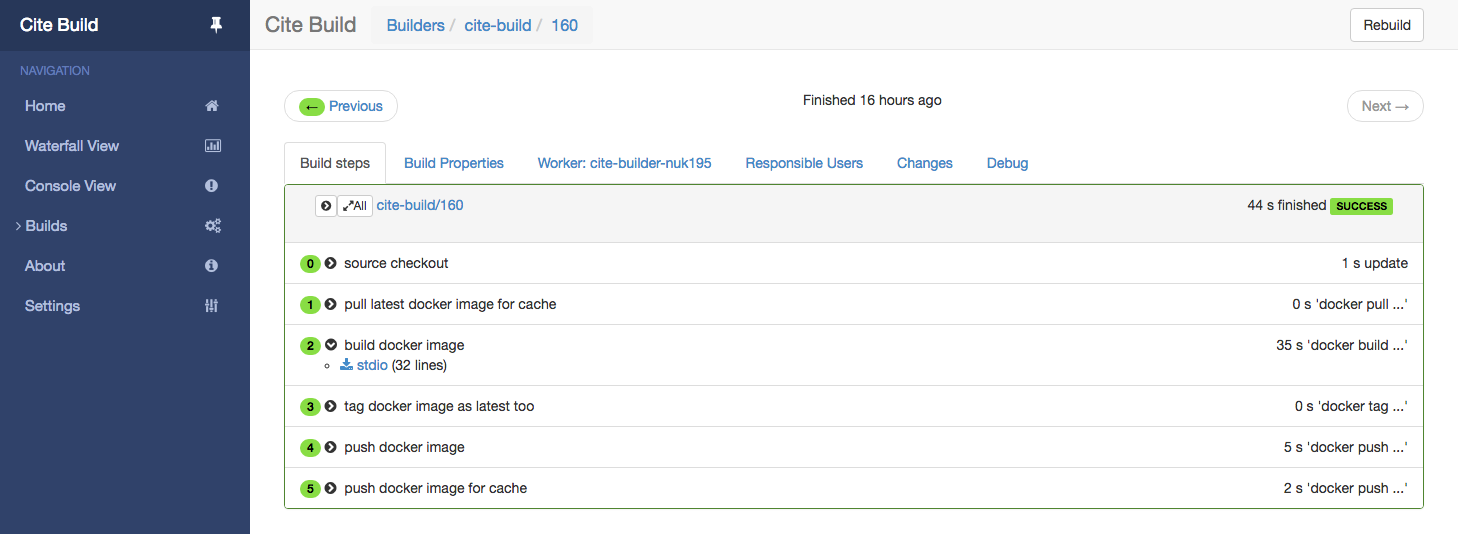 Cite Build
NAVIGATION
Home
Waterfall View
Console View
Builds
About
Settings
Cite Build Builders / cite-build / 160 Rebuild
← Previous Finished 16 hours ago Next →
Build steps Build Properties Worker: cite-builder-nuk195 Responsible Users Changes Debug
All cite-build/160 44 s finished SUCCESS
0 source checkout 1 s update
1 pull latest docker image for cache 0 s 'docker pull ...'
2 build docker image 35 s 'docker build ...'
stdio (32 lines)
3 tag docker image as latest too 0 s 'docker tag ...'
4 push docker image 5 s 'docker push ...'
5 push docker image for cache 2 s 'docker push ...'